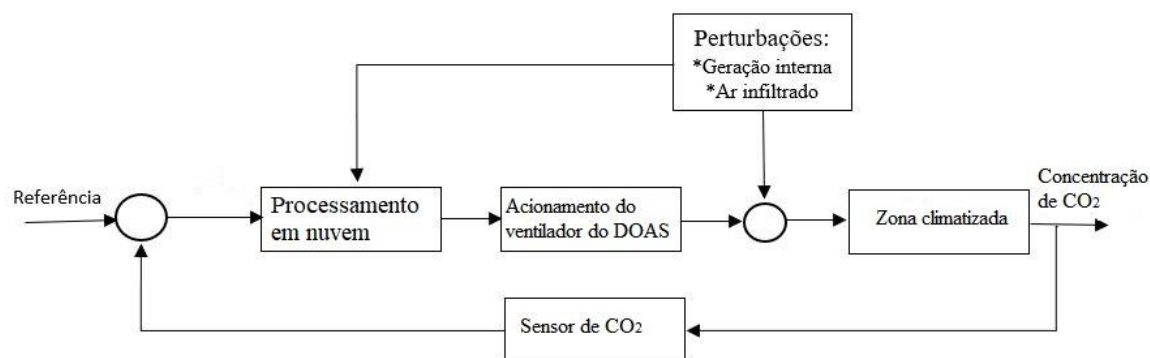 Perturbações:
*Geração interna
*Ar infiltrado
Referência
Processamento
em nuvem
Acionamento do
ventilador do DOAS
Zona climatizada
Concentração
de CO2
Sensor de CO2